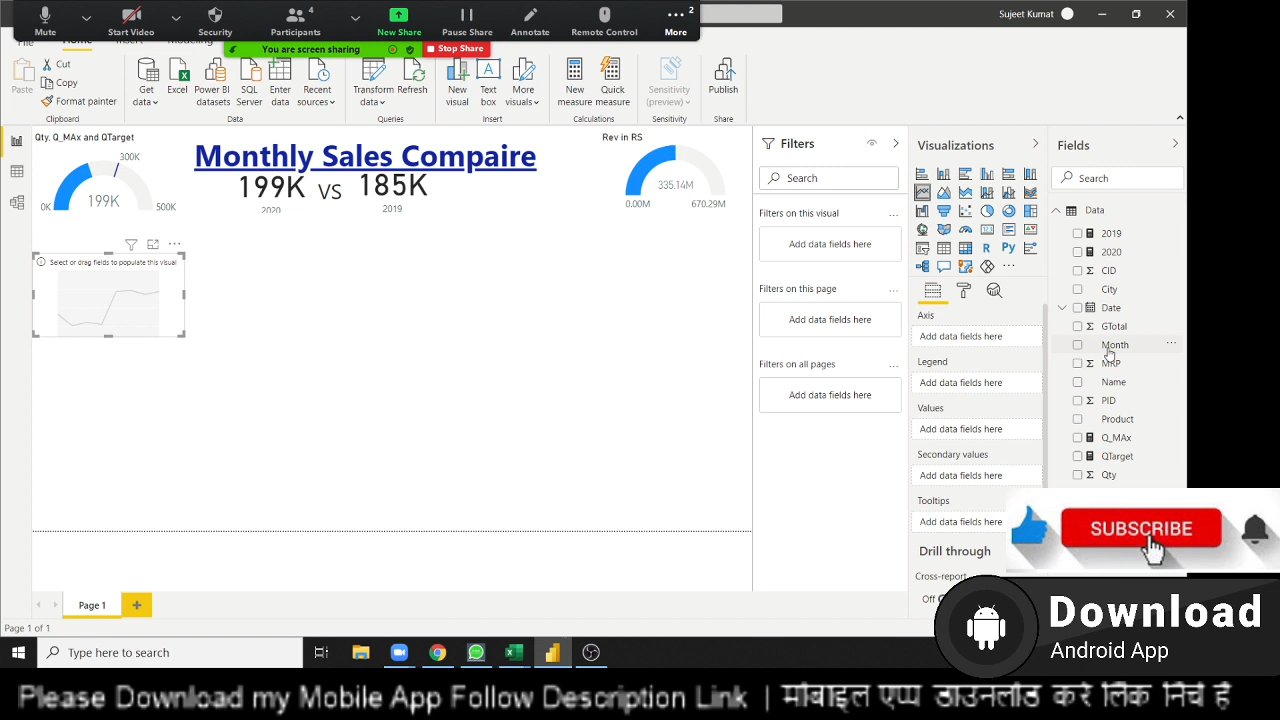 Mute
Start Video
Security
Participants
4
New Share
Pause Share
Annotate
Remote Control
More
2
You are screen sharing
Stop Share
Sujeet Kumat
Paste
Cut
Copy
Format painter
Clipboard
Get data
Excel
Power BI datasets
SQL Server
Enter data
Recent sources
Data
Transform data
Refresh
Queries
New visual
Text box
More visuals
Insert
New measure
Quick measure
Calculations
Sensitivity (preview)
Sensitivity
Publish
Share
Qty, Q_MAx and QTarget
300K
199K
0K
500K
Monthly Sales Compaire
199K VS 185K
2020
2019
Rev in RS
335.14M
0.00M
670.29M
Select or drag fields to populate this visual
Filters
Search
Filters on this visual
Add data fields here
Filters on this page
Add data fields here
Filters on all pages
Add data fields here
Visualizations
R
Py
Axis
Add data fields here
Legend
Add data fields here
Values
Add data fields here
Secondary values
Add data fields here
Tooltips
Add data fields here
Drill through
Cross-report
Off
Fields
Search
Data
2019
2020
CID
City
Date
GTotal
Month
MRP
Name
PID
Product
Q_MAx
QTarget
Qty
SUBSCRIBE
Download
Android App
Page 1
Page 1 of 1
Type here to search
Please Download my Mobile App Follow Description Link | मोबाइल एप्प डाउनलोड करे लिंक निचे है